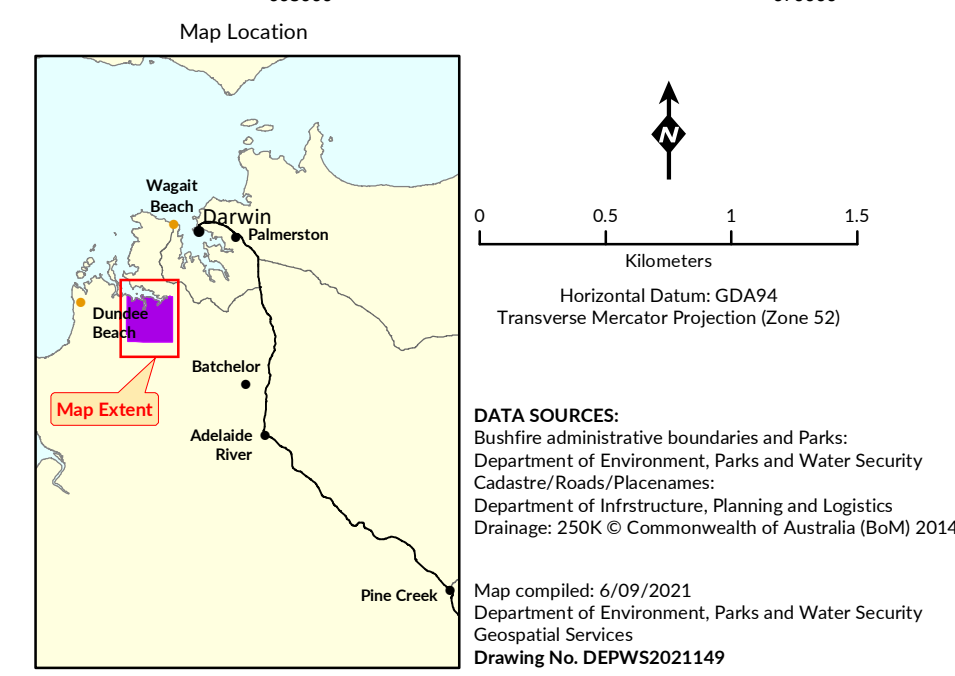 Map Location
Wagait
Beach
Darwin
Palmerston
Dundee
Beach
Batchelor
Map Extent
Adelaide
River
Pine Creek
N
0 0.5 1 1.5
Kilometers
Horizontal Datum: GDA94
Transverse Mercator Projection (Zone 52)
DATA SOURCES:
Bushfire administrative boundaries and Parks:
Department of Environment, Parks and Water Security
Cadastre/Roads/Placenames:
Department of Infrstructure, Planning and Logistics
Drainage: 250K © Commonwealth of Australia (BoM) 2014
Map compiled: 6/09/2021
Department of Environment, Parks and Water Security
Geospatial Services
Drawing No. DEPWS2021149